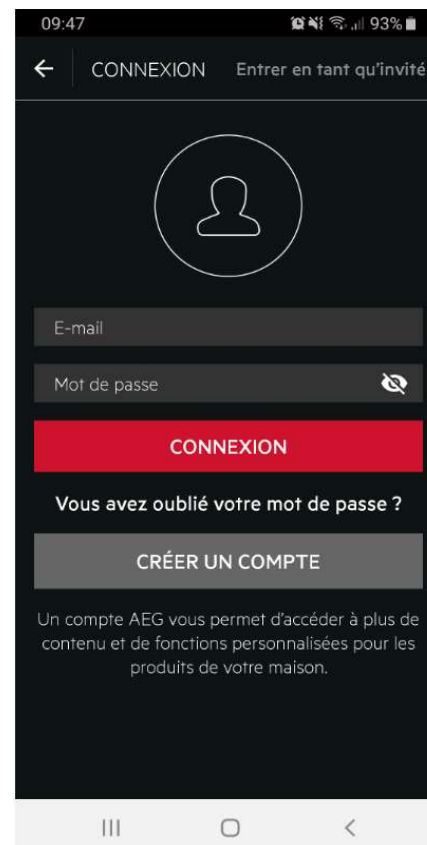 09:47 93%
CONNEXION Entrer en tant qu'invité
E-mail
Mot de passe
CONNEXION
Vous avez oublié votre mot de passe ?
CRÉER UN COMPTE
Un compte AEG vous permet d'accéder à plus de
contenu et de fonctions personnalisées pour les
produits de votre maison.